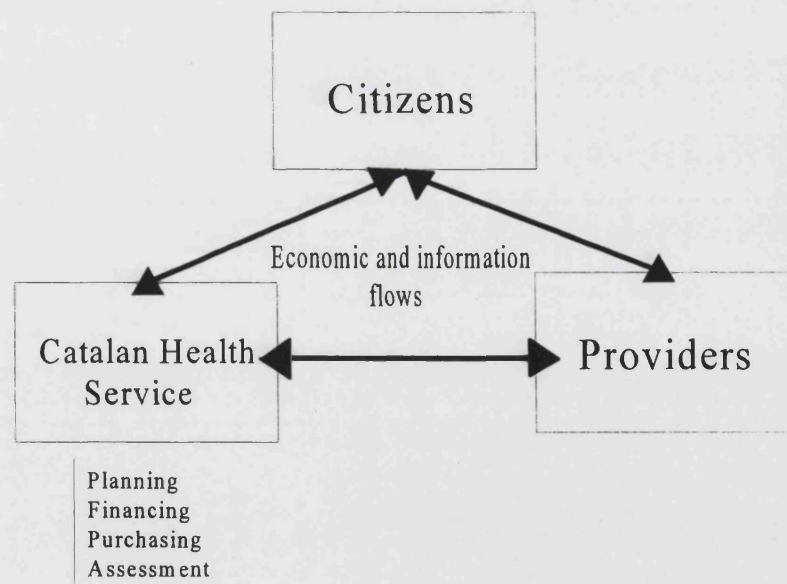 Citizens
Economic and information
flows
Catalan Health
Service
Providers
Planning
Financing
Purchasing
Assessment